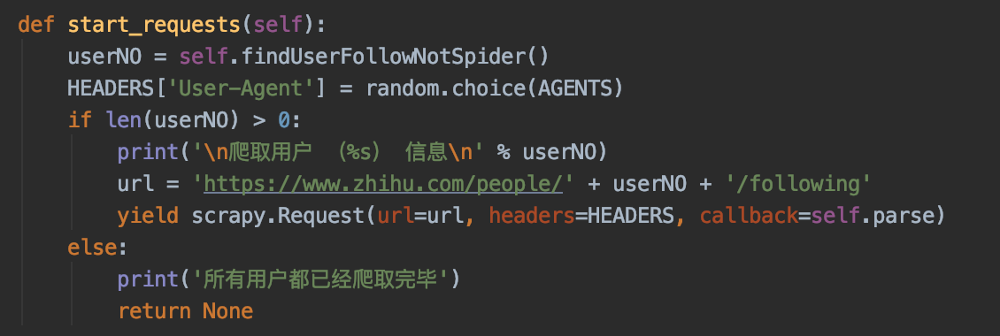 def start_requests(self):
    userNO = self.findUserFollowNotSpider()
    HEADERS['User-Agent'] = random.choice(AGENTS)
    if len(userNO) > 0:
        print('\n爬取用户 （%s） 信息\n' % userNO)
        url = 'https://www.zhihu.com/people/' + userNO + '/following'
        yield scrapy.Request(url=url, headers=HEADERS, callback=self.parse)
    else:
        print('所有用户都已经爬取完毕')
        return None